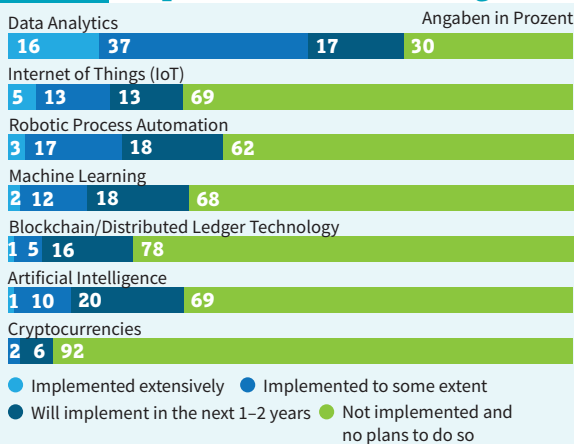 Data Analytics
Angaben in Prozent
16 37 17 30
Internet of Things (IoT)
5 13 13 69
Robotic Process Automation
3 17 18 62
Machine Learning
2 12 18 68
Blockchain/Distributed Ledger Technology
1 5 16 78
Artificial Intelligence
1 10 20 69
Cryptocurrencies
2 6 92
Implemented extensively
Implemented to some extent
Will implement in the next 1–2 years
Not implemented and
no plans to do so